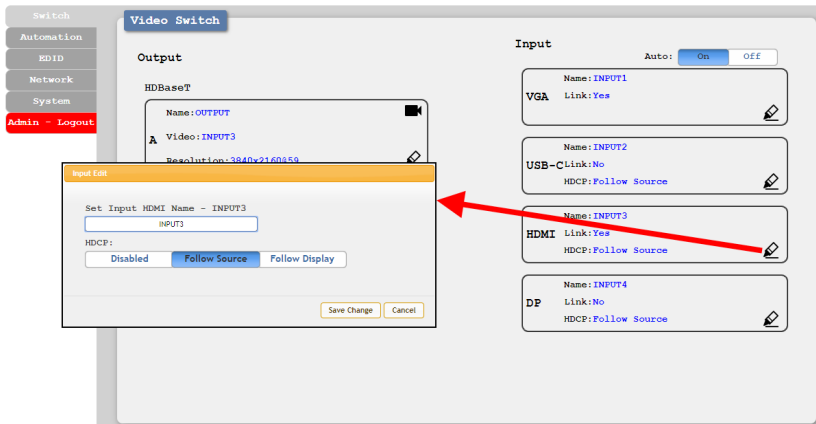 Switch
Automation
EDID
Network
System
Admin - Logout
Video Switch
Output
HDBaseT
A
Name:OUTPUT
Video:INPUT3
Resolution:3840x2160@59
Input Edit
Set Input HDMI Name - INPUT3
INPUT3
HDCP:
Disabled Follow Source Follow Display
Save Change Cancel
Input
Auto: On Off
VGA
Name:INPUT1
Link:Yes
USB-C
Name:INPUT2
Link:No
HDCP:Follow Source
HDMI
Name:INPUT3
Link:Yes
HDCP:Follow Source
DP
Name:INPUT4
Link:No
HDCP:Follow Source